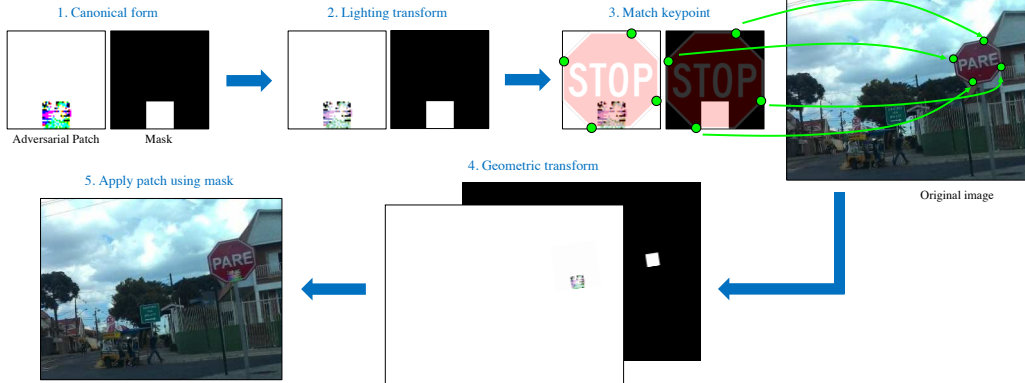 1. Canonical form
2. Lighting transform
3. Match keypoint
STOP
STOP
PARE
Adversarial Patch
Mask
Original image
4. Geometric transform
5. Apply patch using mask
PARE